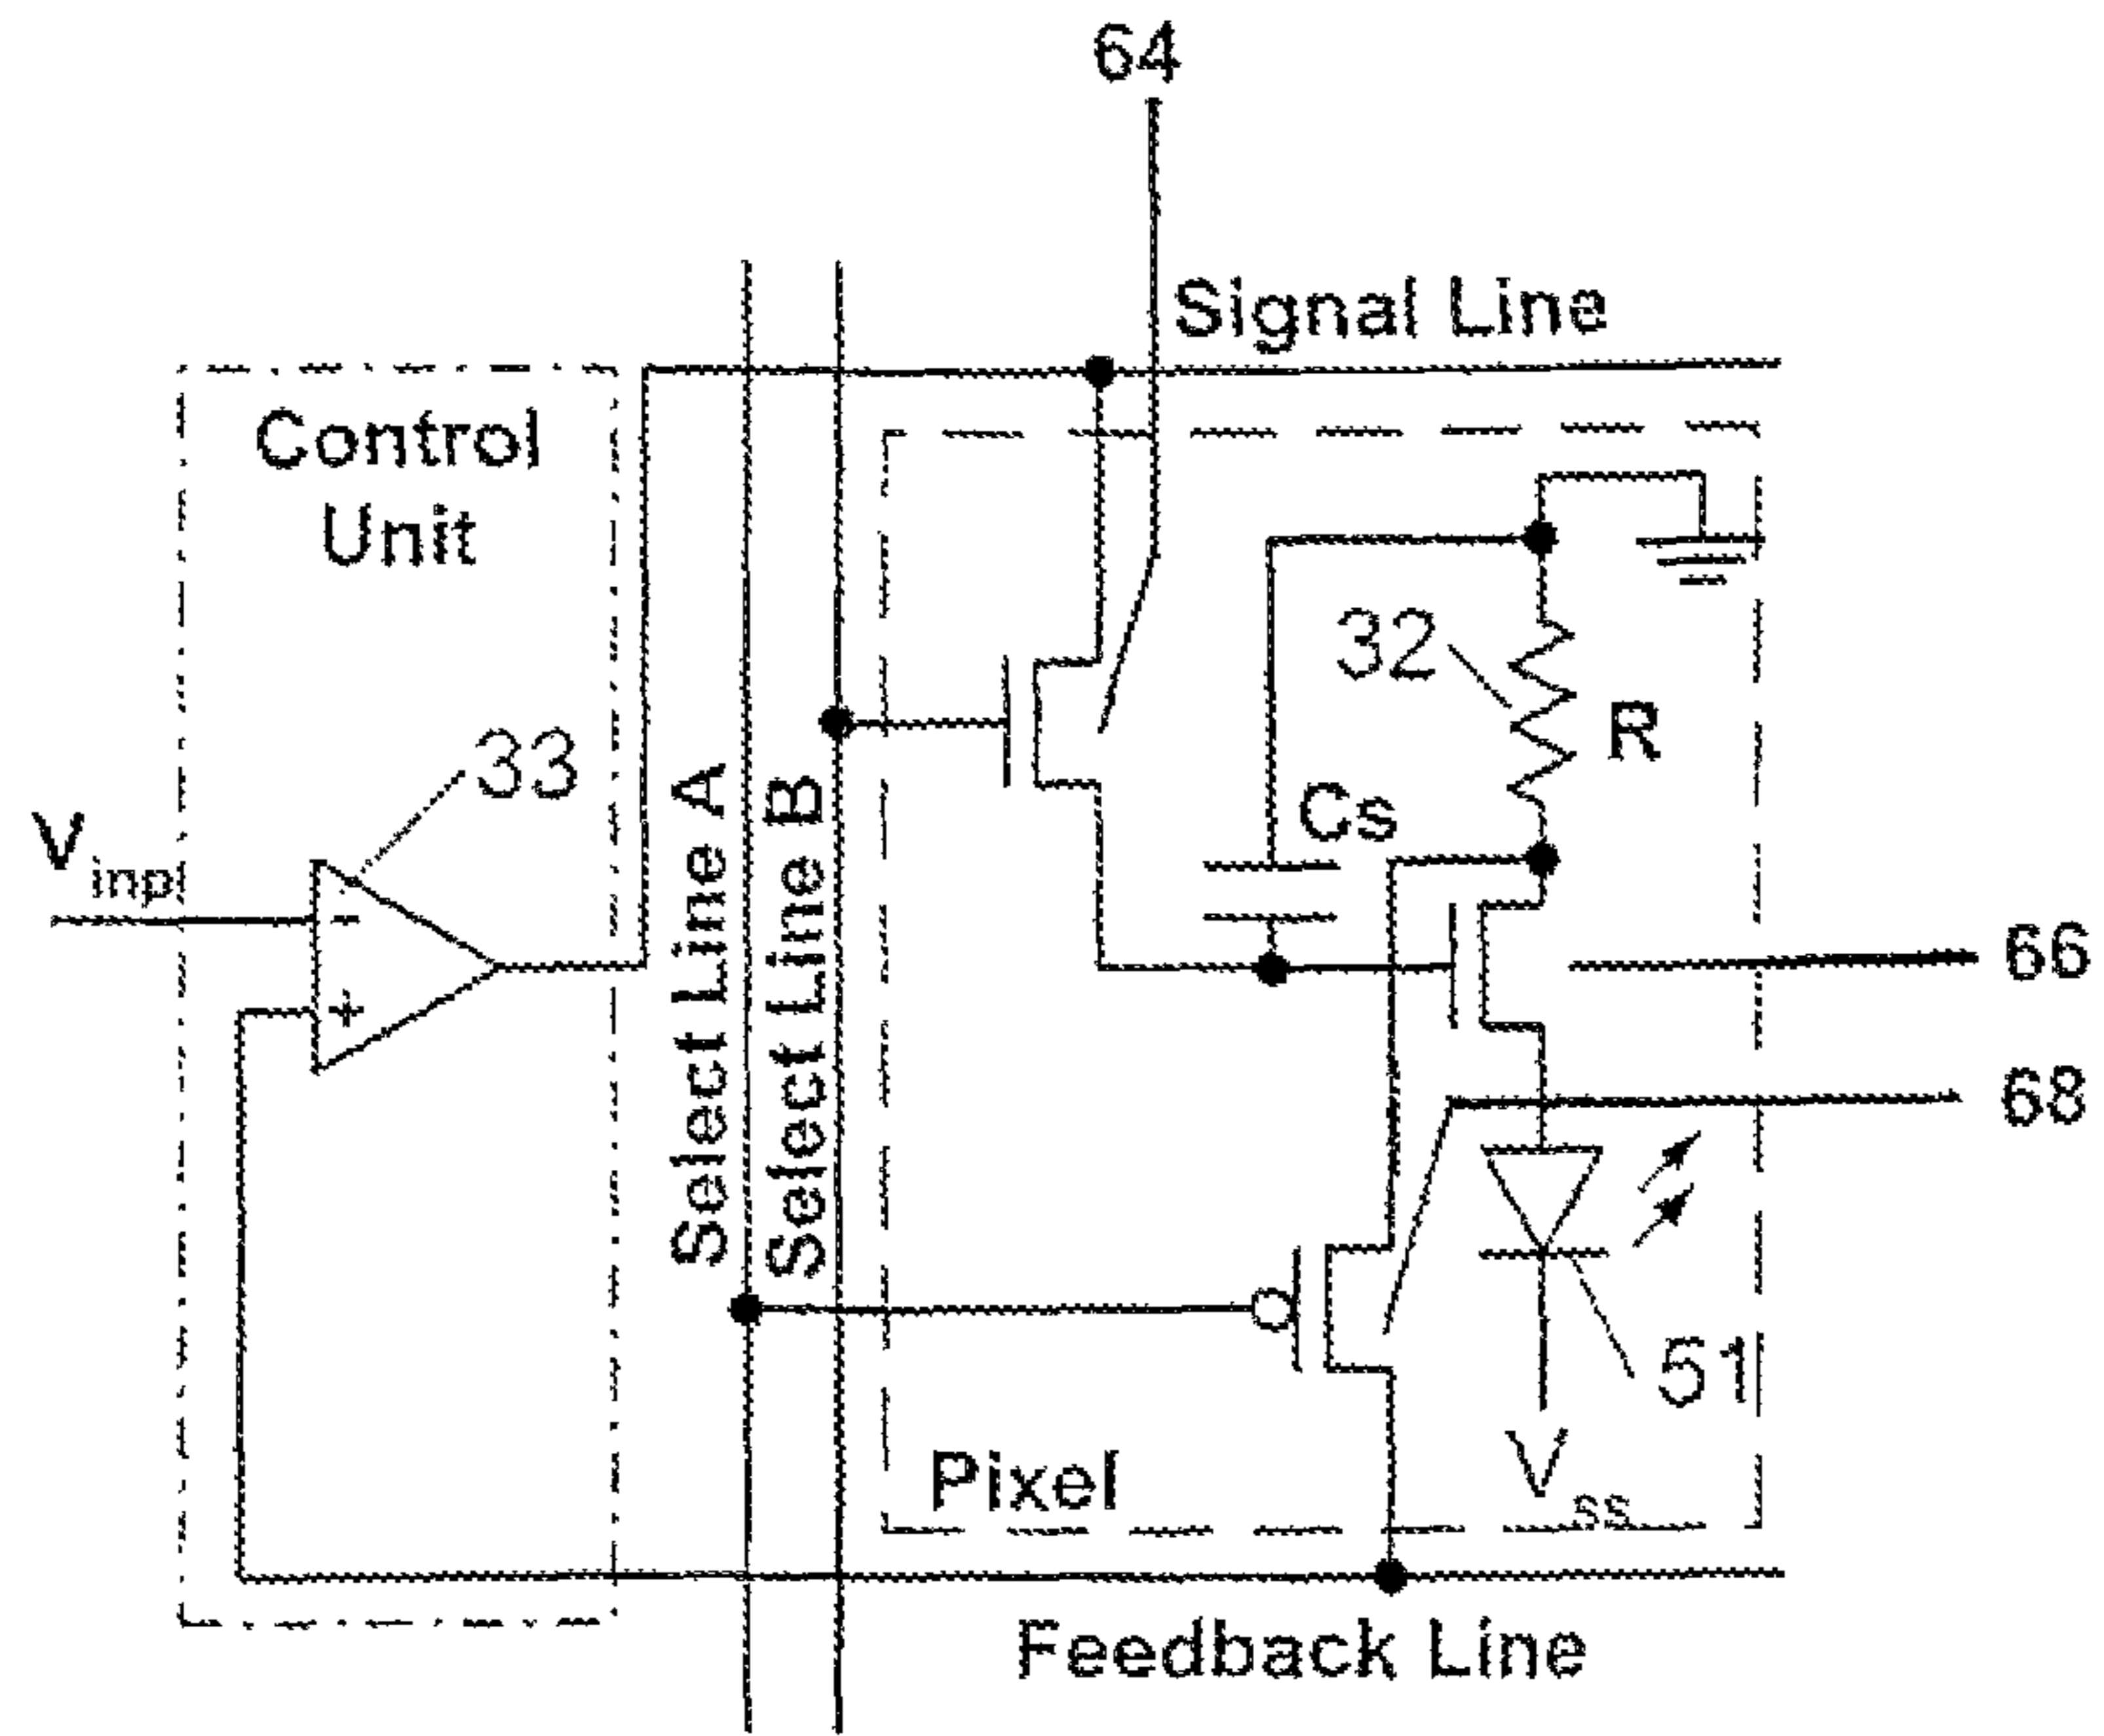 64
Signal Line
Control
Unit
32
R
33
Cs
Vinp
-
+
Select Line A
Select Line B
66
68
51
Pixel
Vss
Feedback Line